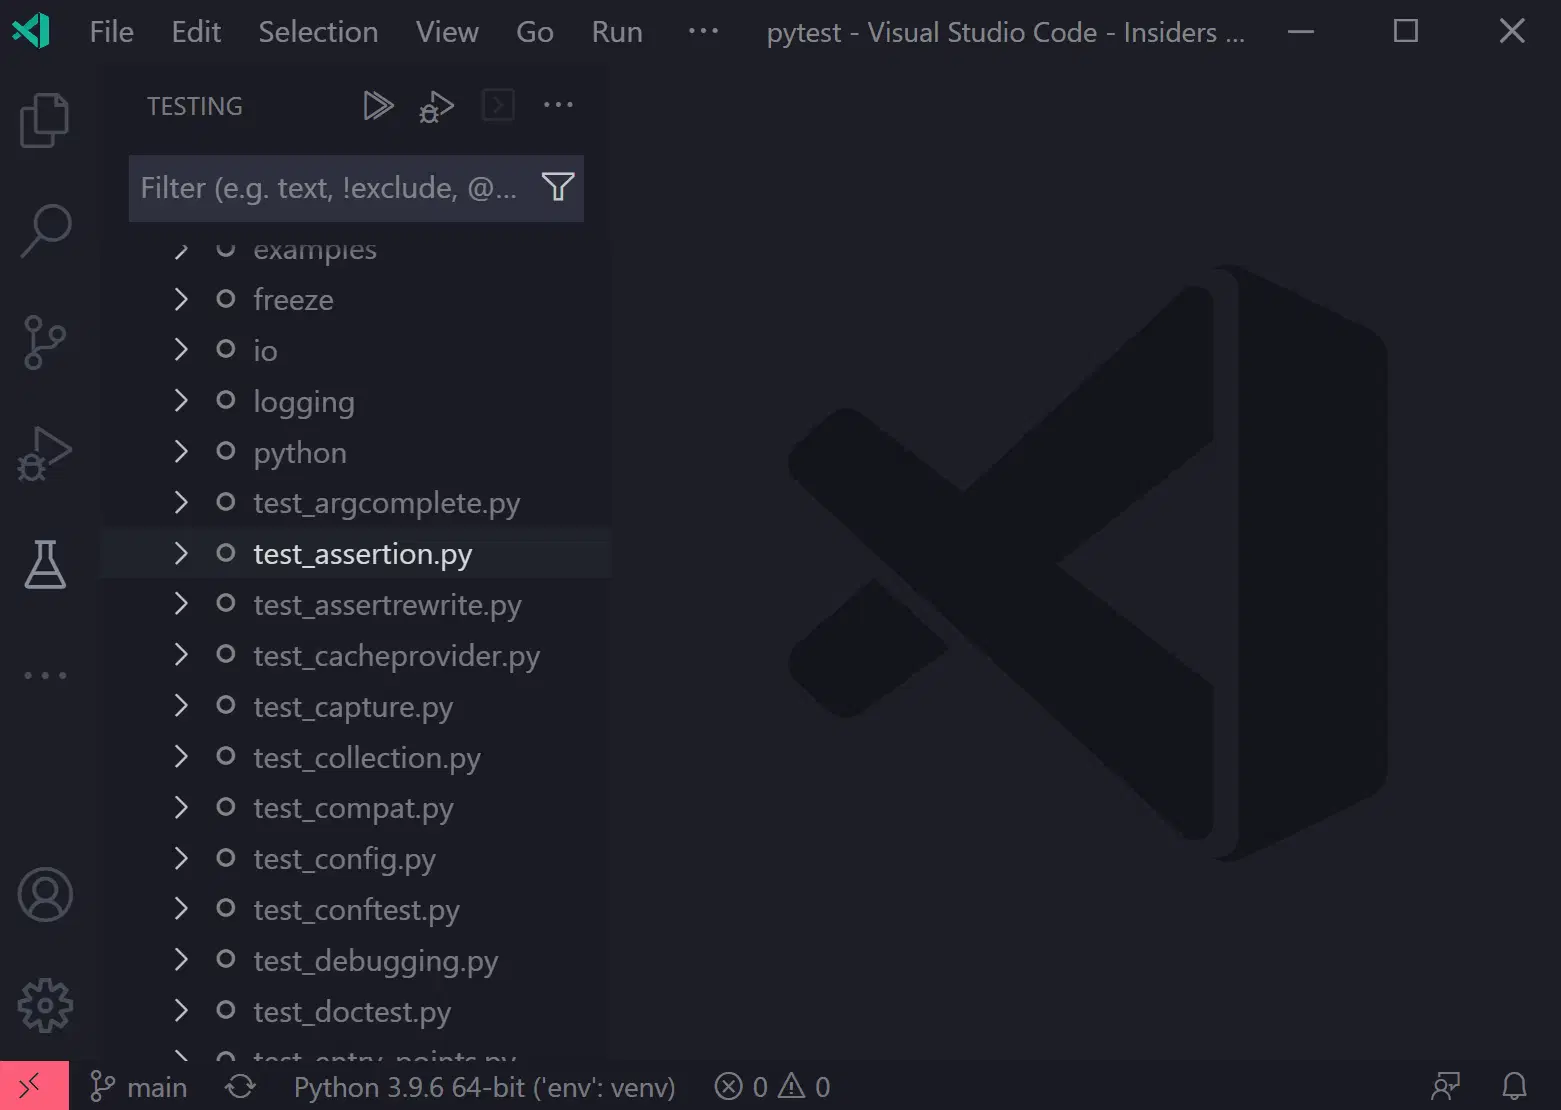 File Edit Selection View Go Run ··· pytest - Visual Studio Code - Insiders ...
TESTING
Filter (e.g. text, !exclude, @...
examples
freeze
io
logging
python
test_argcomplete.py
test_assertion.py
test_assertrewrite.py
test_cacheprovider.py
test_capture.py
test_collection.py
test_compat.py
test_config.py
test_conftest.py
test_debugging.py
test_doctest.py
test_entry_points.py
main Python 3.9.6 64-bit ('env': venv) 0 0